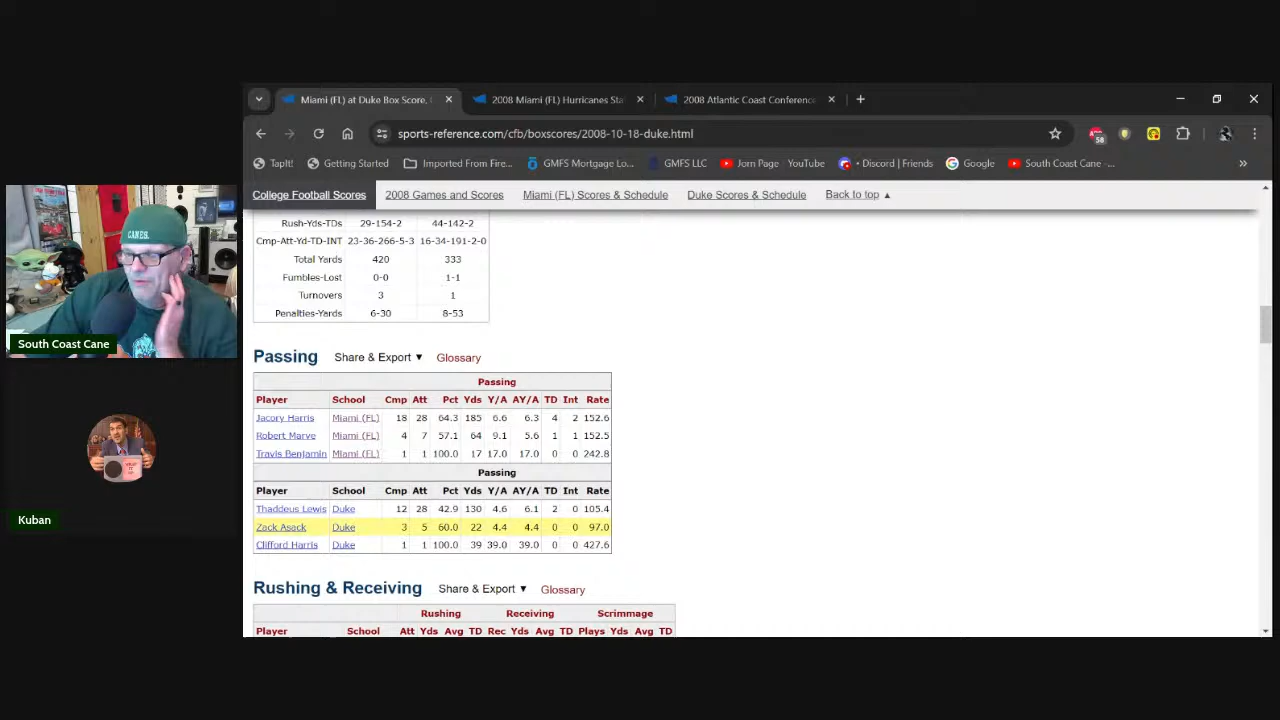 Miami (FL) at Duke Box Score,
2008 Miami (FL) Hurricanes Sta
2008 Atlantic Coast Conference
sports-reference.com/cfb/boxscores/2008-10-18-duke.html
58
TapIt!
Getting Started
Imported From Fire...
GMFS Mortgage Lo...
GMFS LLC
Jorn Page
YouTube
• Discord | Friends
Google
South Coast Cane -...
College Football Scores
2008 Games and Scores
Miami (FL) Scores & Schedule
Duke Scores & Schedule
Back to top ▲
Rush-Yds-TDs 29-154-2 44-142-2
Cmp-Att-Yd-TD-INT 23-36-266-5-3 16-34-191-2-0
Total Yards 420 333
Fumbles-Lost 0-0 1-1
Turnovers 3 1
Penalties-Yards 6-30 8-53
CANES
South Coast Cane
Kuban
Passing Share & Export ▼ Glossary
Passing
Player School Cmp Att Pct Yds Y/A AY/A TD Int Rate
Jacory Harris Miami (FL) 18 28 64.3 185 6.6 6.3 4 2 152.6
Robert Marve Miami (FL) 4 7 57.1 64 9.1 5.6 1 1 152.5
Travis Benjamin Miami (FL) 1 1 100.0 17 17.0 17.0 0 0 242.8
Passing
Player School Cmp Att Pct Yds Y/A AY/A TD Int Rate
Thaddeus Lewis Duke 12 28 42.9 130 4.6 6.1 2 0 105.4
Zack Asack Duke 3 5 60.0 22 4.4 4.4 0 0 97.0
Clifford Harris Duke 1 1 100.0 39 39.0 39.0 0 0 427.6
Rushing & Receiving Share & Export ▼ Glossary
Rushing Receiving Scrimmage
Player School Att Yds Avg TD Rec Yds Avg TD Plays Yds Avg TD